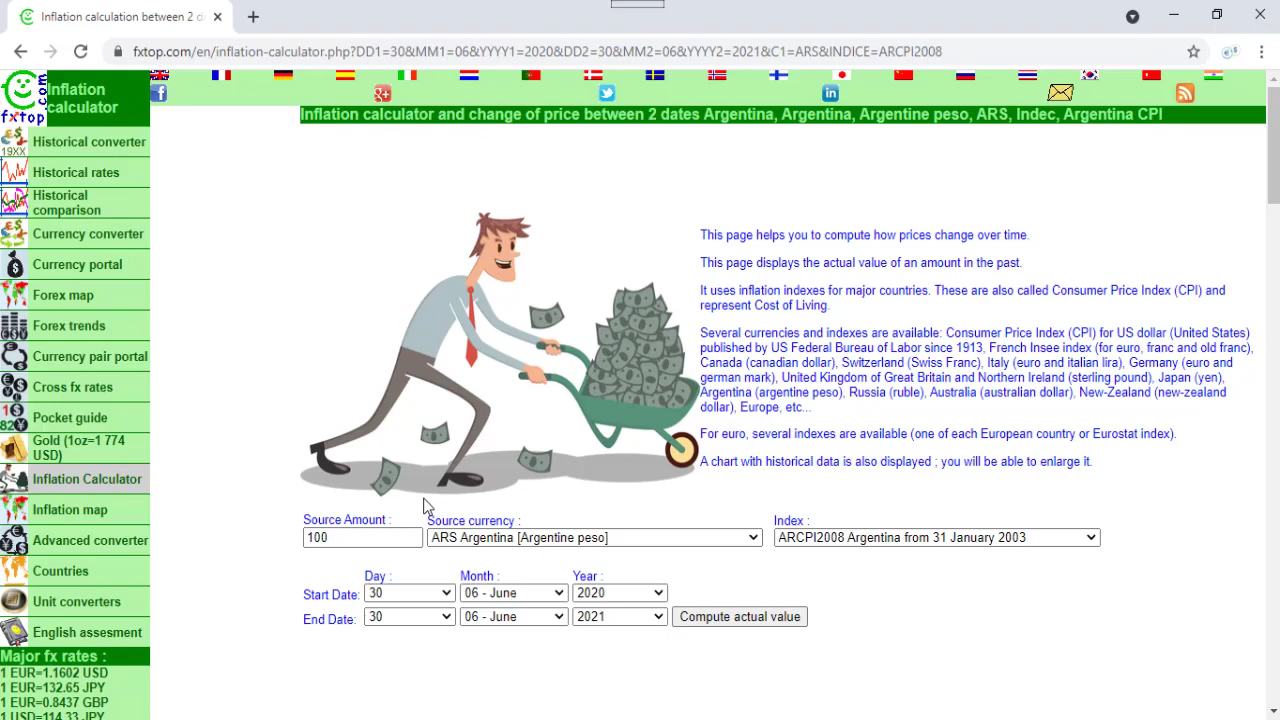 Inflation calculation between 2 d
fxtop.com/en/inflation-calculator.php?DD1=30&MM1=06&YYYY1=2020&DD2=30&MM2=06&YYYY2=2021&C1=ARS&INDICE=ARCPI2008
fxtop.com
Inflation
calculator
Inflation calculator and change of price between 2 dates Argentina, Argentina, Argentine peso, ARS, Indec, Argentina CPI
19XX
Historical converter
Historical rates
Historical
comparison
Currency converter
Currency portal
Forex map
Forex trends
Currency pair portal
Cross fx rates
Pocket guide
Gold (1oz=1 774
USD)
Inflation Calculator
Inflation map
Advanced converter
Countries
Unit converters
English assesment
Major fx rates :
1 EUR=1.1602 USD
1 EUR=132.65 JPY
1 EUR=0.8437 GBP
1 USD=114.33 JPY
This page helps you to compute how prices change over time.
This page displays the actual value of an amount in the past.
It uses inflation indexes for major countries. These are also called Consumer Price Index (CPI) and
represent Cost of Living.
Several currencies and indexes are available: Consumer Price Index (CPI) for US dollar (United States)
published by US Federal Bureau of Labor since 1913, French Insee index (for euro, franc and old franc),
Canada (canadian dollar), Switzerland (Swiss Franc), Italy (euro and italian lira), Germany (euro and
german mark), United Kingdom of Great Britain and Northern Ireland (sterling pound), Japan (yen),
Argentina (argentine peso), Russia (ruble), Australia (australian dollar), New-Zealand (new-zealand
dollar), Europe, etc...
For euro, several indexes are available (one of each European country or Eurostat index).
A chart with historical data is also displayed ; you will be able to enlarge it.
Source Amount : Source currency : Index :
100 ARS Argentina [Argentine peso] ARCPI2008 Argentina from 31 January 2003
Day : Month : Year :
Start Date: 30 06 - June 2020
End Date: 30 06 - June 2021 Compute actual value